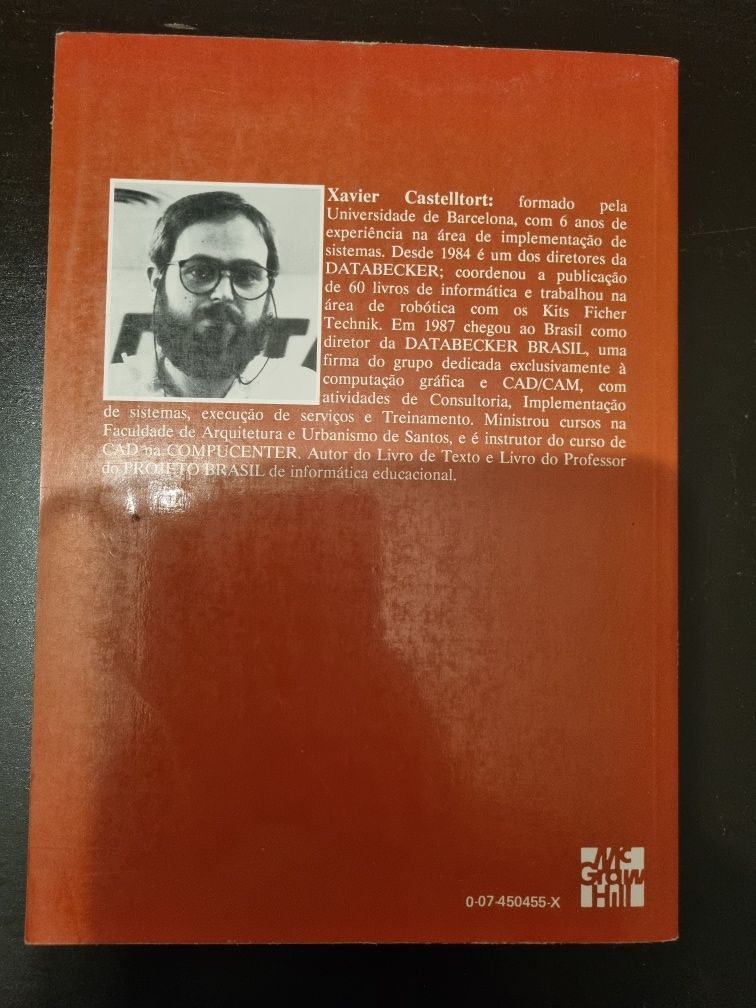 Xavier Castelltort: formado pela
Universidade de Barcelona, com 6 anos de
experiência na área de implementação de
sistemas. Desde 1984 é um dos diretores da
DATABECKER; coordenou a publicação
de 60 livros de informática e trabalhou na
área de robótica com os Kits Ficher
Technik. Em 1987 chegou ao Brasil como
diretor da DATABECKER BRASIL, uma
firma do grupo dedicada exclusivamente à
computação gráfica e CAD/CAM, com
atividades de Consultoria, Implementação
de sistemas, execução de serviços e Treinamento. Ministrou cursos na
Faculdade de Arquitetura e Urbanismo de Santos, e é instrutor do curso de
CAD na COMPUCENTER. Autor do Livro de Texto e Livro do Professor
do PROJETO BRASIL de informática educacional.
0-07-450455-X
Mc
Graw
Hill